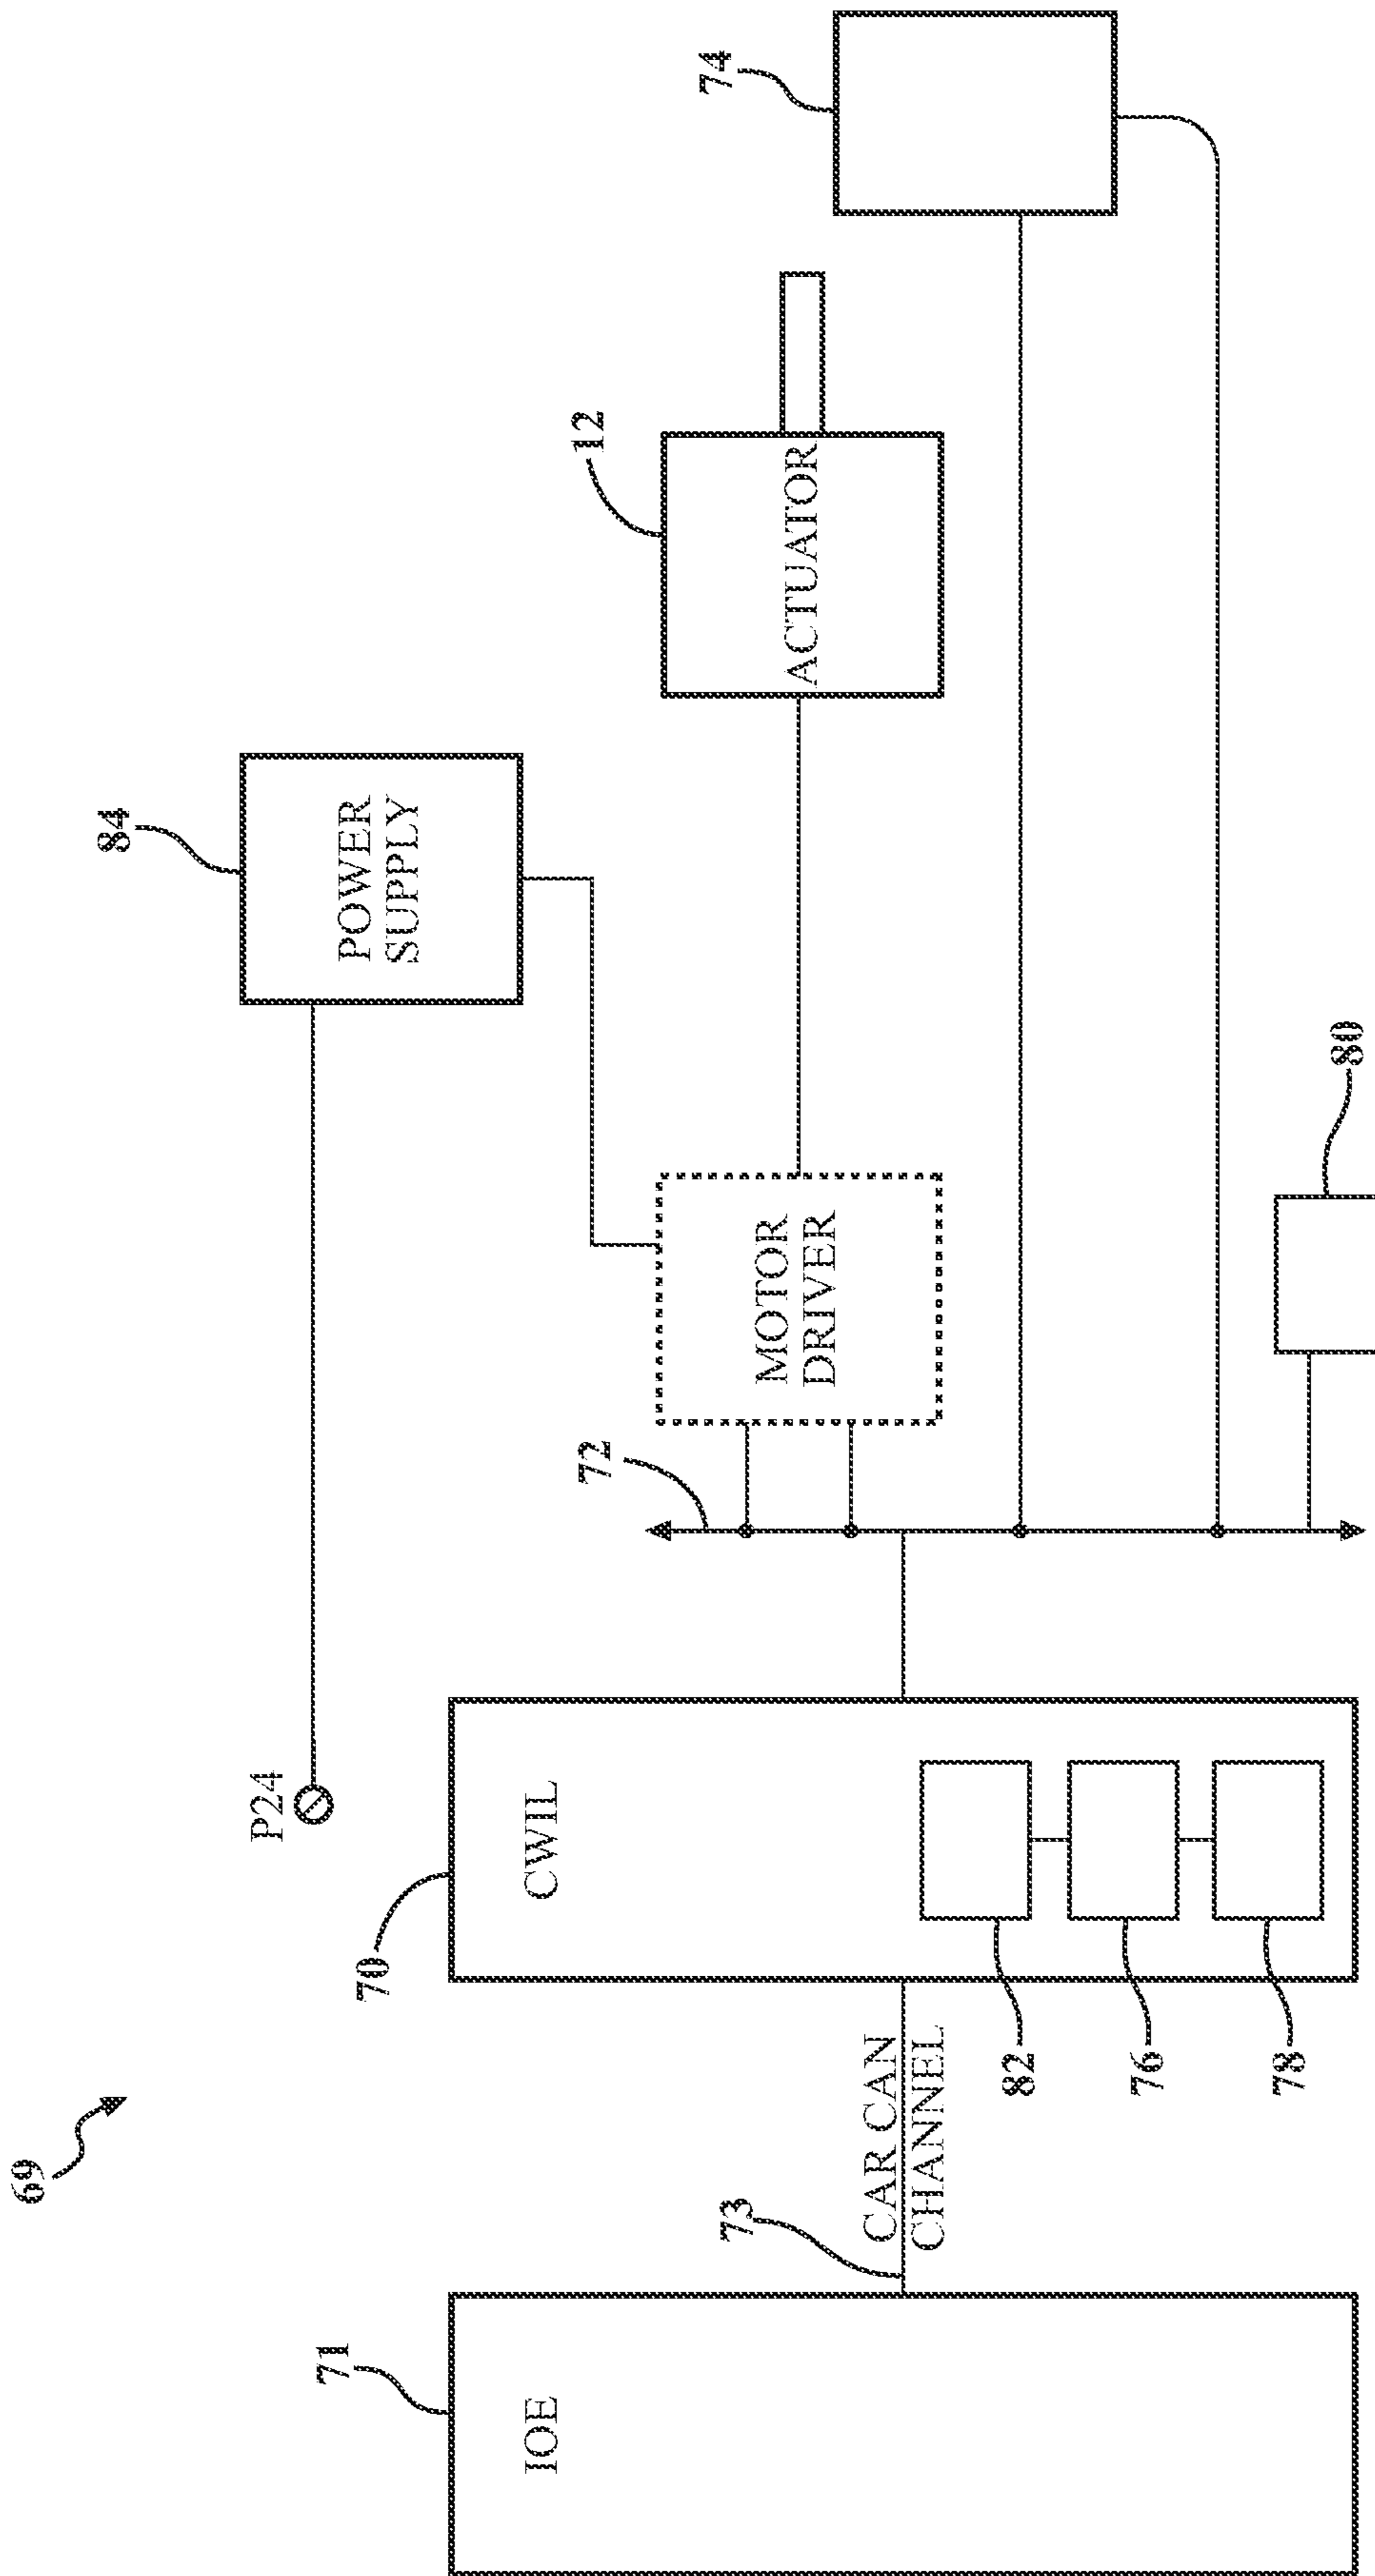 69
71
IOE
73
CAR CAN
CHANNEL
70
CWIL
82
76
78
P24
72
84
POWER
SUPPLY
MOTOR
DRIVER
12
ACTUATOR
74
80